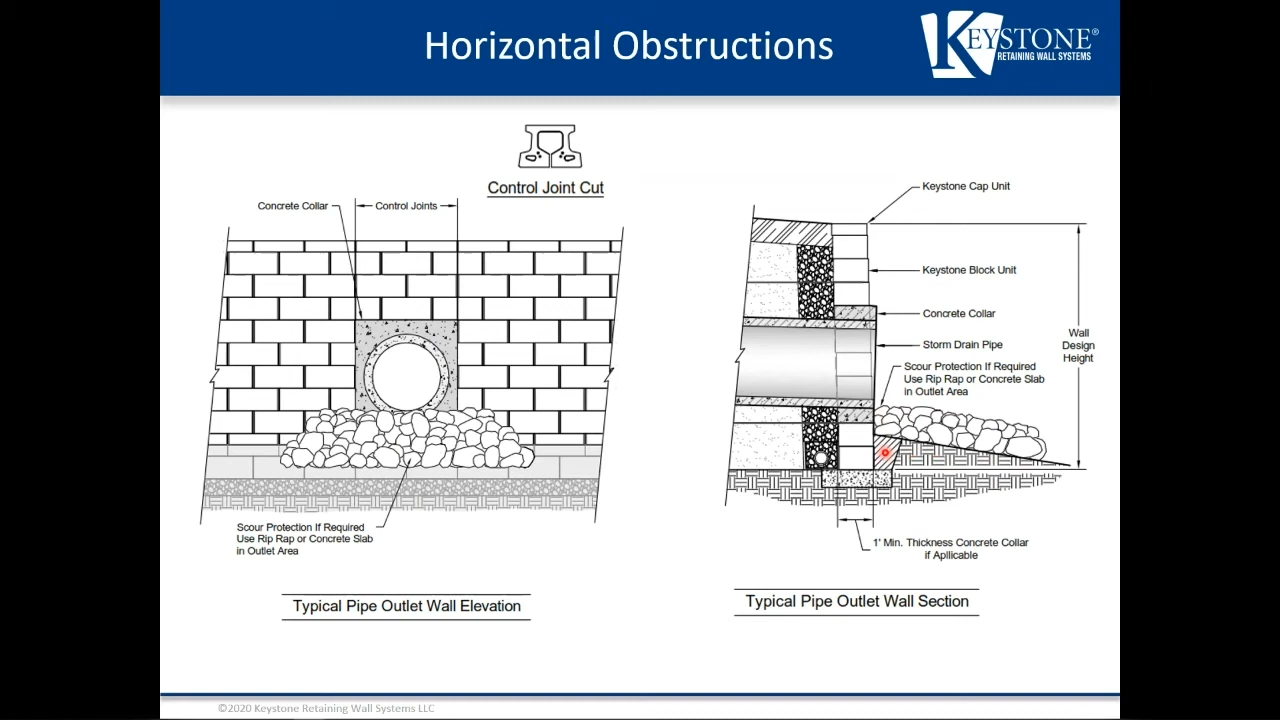 Horizontal Obstructions
KEYSTONE®
RETAINING WALL SYSTEMS
Control Joint Cut
Concrete Collar
Control Joints
Scour Protection If Required
Use Rip Rap or Concrete Slab
in Outlet Area
Typical Pipe Outlet Wall Elevation
Keystone Cap Unit
Keystone Block Unit
Concrete Collar
Storm Drain Pipe
Wall
Design
Height
Scour Protection If Required
Use Rip Rap or Concrete Slab
in Outlet Area
1' Min. Thickness Concrete Collar
if Apllicable
Typical Pipe Outlet Wall Section
©2020 Keystone Retaining Wall Systems LLC